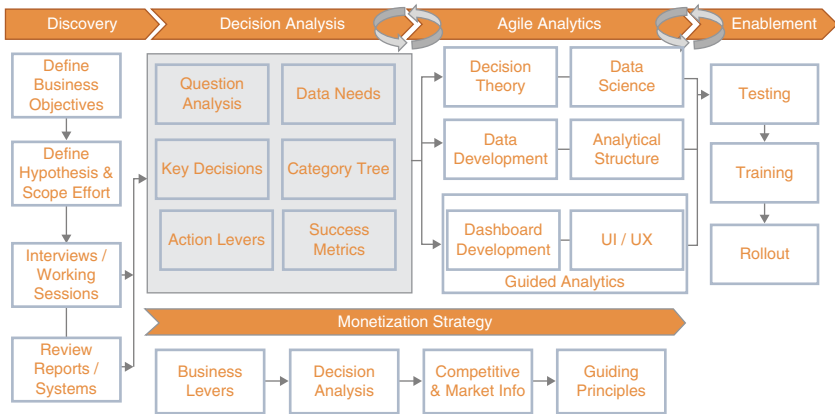 Discovery
Decision Analysis
Agile Analytics
Enablement
Define
Business
Objectives
Define
Hypothesis &
Scope Effort
Interviews /
Working
Sessions
Review
Reports /
Systems
Question
Analysis
Data Needs
Key Decisions
Category Tree
Action Levers
Success
Metrics
Decision
Theory
Data
Science
Data
Development
Analytical
Structure
Dashboard
Development
UI / UX
Guided Analytics
Testing
Training
Rollout
Monetization Strategy
Business
Levers
Decision
Analysis
Competitive
& Market Info
Guiding
Principles